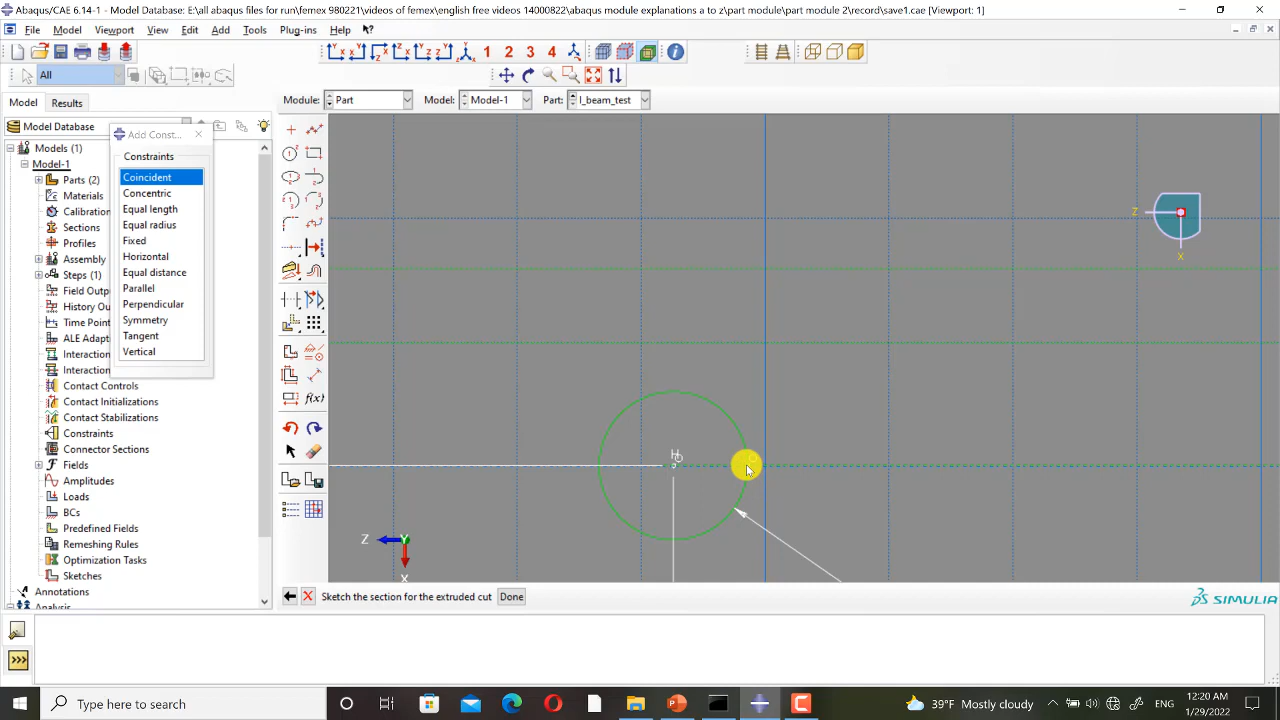 Abaqus/CAE 6.14-1 - Model Database: E:\all abaqus files for run\femex 980221\videos of femex\english free videos 14000822\abaqus module explanations a to z\part module\part module 2\record\save1.cae [Viewport: 1]
File Model Viewport View Edit Add Tools Plug-ins Help
1 2 3 4
All
Model Results
Module: Part Model: Model-1 Part: I_beam_test
Model Database
Add Const...
Constraints
Coincident
Concentric
Equal length
Equal radius
Fixed
Horizontal
Equal distance
Parallel
Perpendicular
Symmetry
Tangent
Vertical
Models (1)
Model-1
Parts (2)
Materials
Calibration
Sections
Profiles
Assembly
Steps (1)
Field Outp
History Ou
Time Point
ALE Adapt
Interaction
Interaction
Contact Controls
Contact Initializations
Contact Stabilizations
Constraints
Connector Sections
Fields
Amplitudes
Loads
BCs
Predefined Fields
Remeshing Rules
Optimization Tasks
Sketches
Annotations
Analysis
f(x)
H
Z
X
Z
Y
X
Sketch the section for the extruded cut Done
SIMULIA
>>>
Type here to search
39°F Mostly cloudy
ENG
12:20 AM
1/29/2022